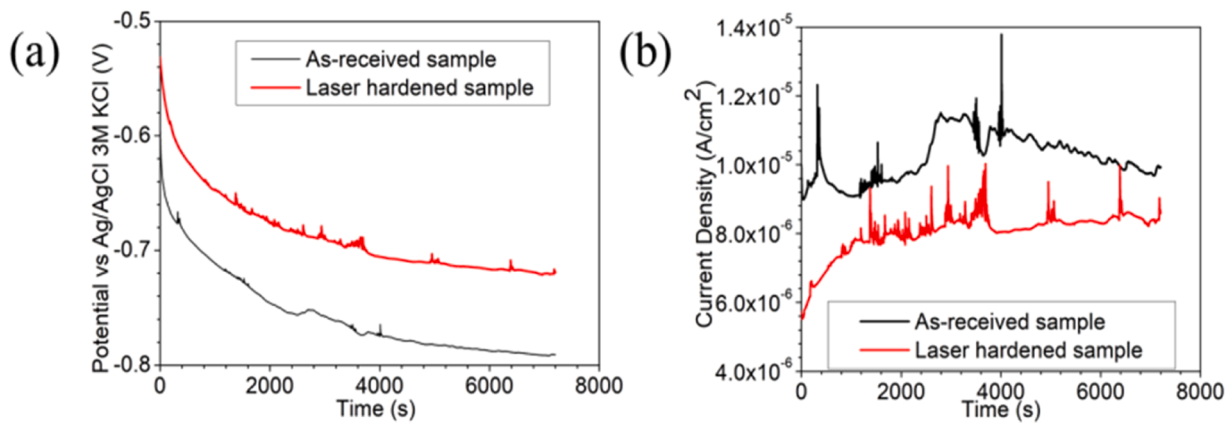 (a)
Potential vs Ag/AgCl 3M KCl (V)
-0.5
-0.6
-0.7
-0.8
As-received sample
Laser hardened sample
0
2000
4000
6000
8000
Time (s)
(b)
Current Density (A/cm²)
1.4x10⁻⁵
1.2x10⁻⁵
1.0x10⁻⁵
8.0x10⁻⁶
6.0x10⁻⁶
4.0x10⁻⁶
As-received sample
Laser hardened sample
0
2000
4000
6000
8000
Time (s)